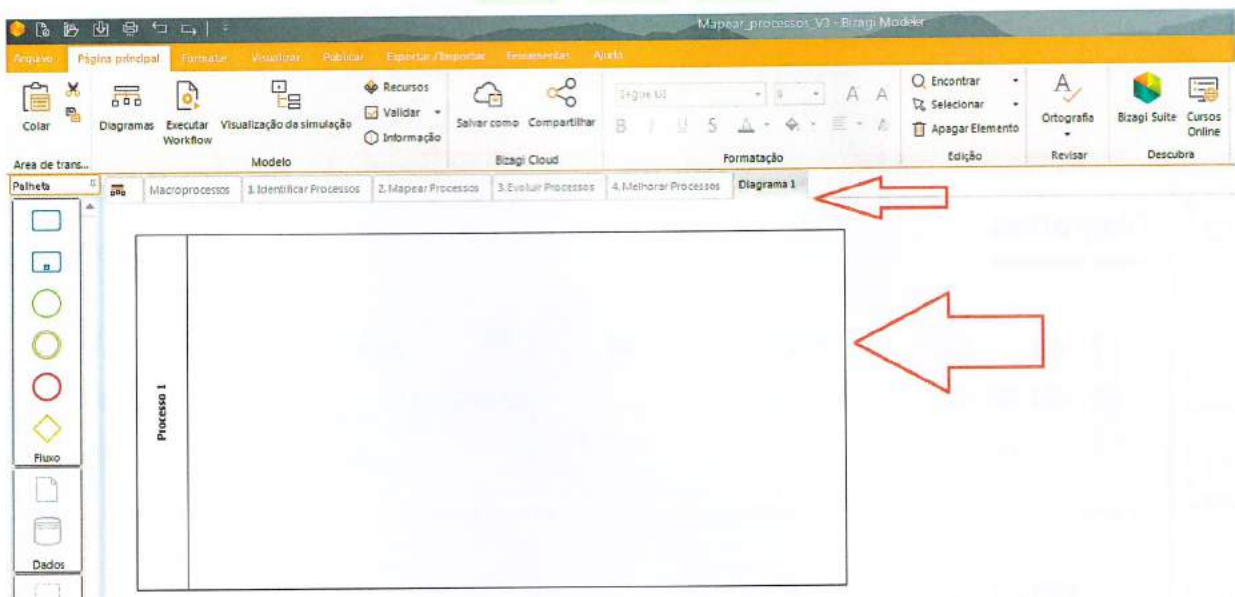 Mapear_processos_V3 - Bizagi Modeler
Arquivo Página principal Formatar Visualizar Publicar Exportar /Importar Ferramentas Ajuda
Colar
Area de trans...
Diagramas
Executar Workflow
Visualização da simulação
Recursos
Validar
Informação
Modelo
Salvar como Compartilhar
Bizagi Cloud
Segoe UI
B I U S
A A
Formatação
Encontrar
Selecionar
Apagar Elemento
Edição
Ortografia
Revisar
Bizagi Suite
Cursos Online
Descubra
Palheta
Macroprocessos 1. Identificar Processos 2. Mapear Processos 3. Evoluir Processos 4. Melhorar Processos Diagrama 1
Processo 1
Fluxo
Dados